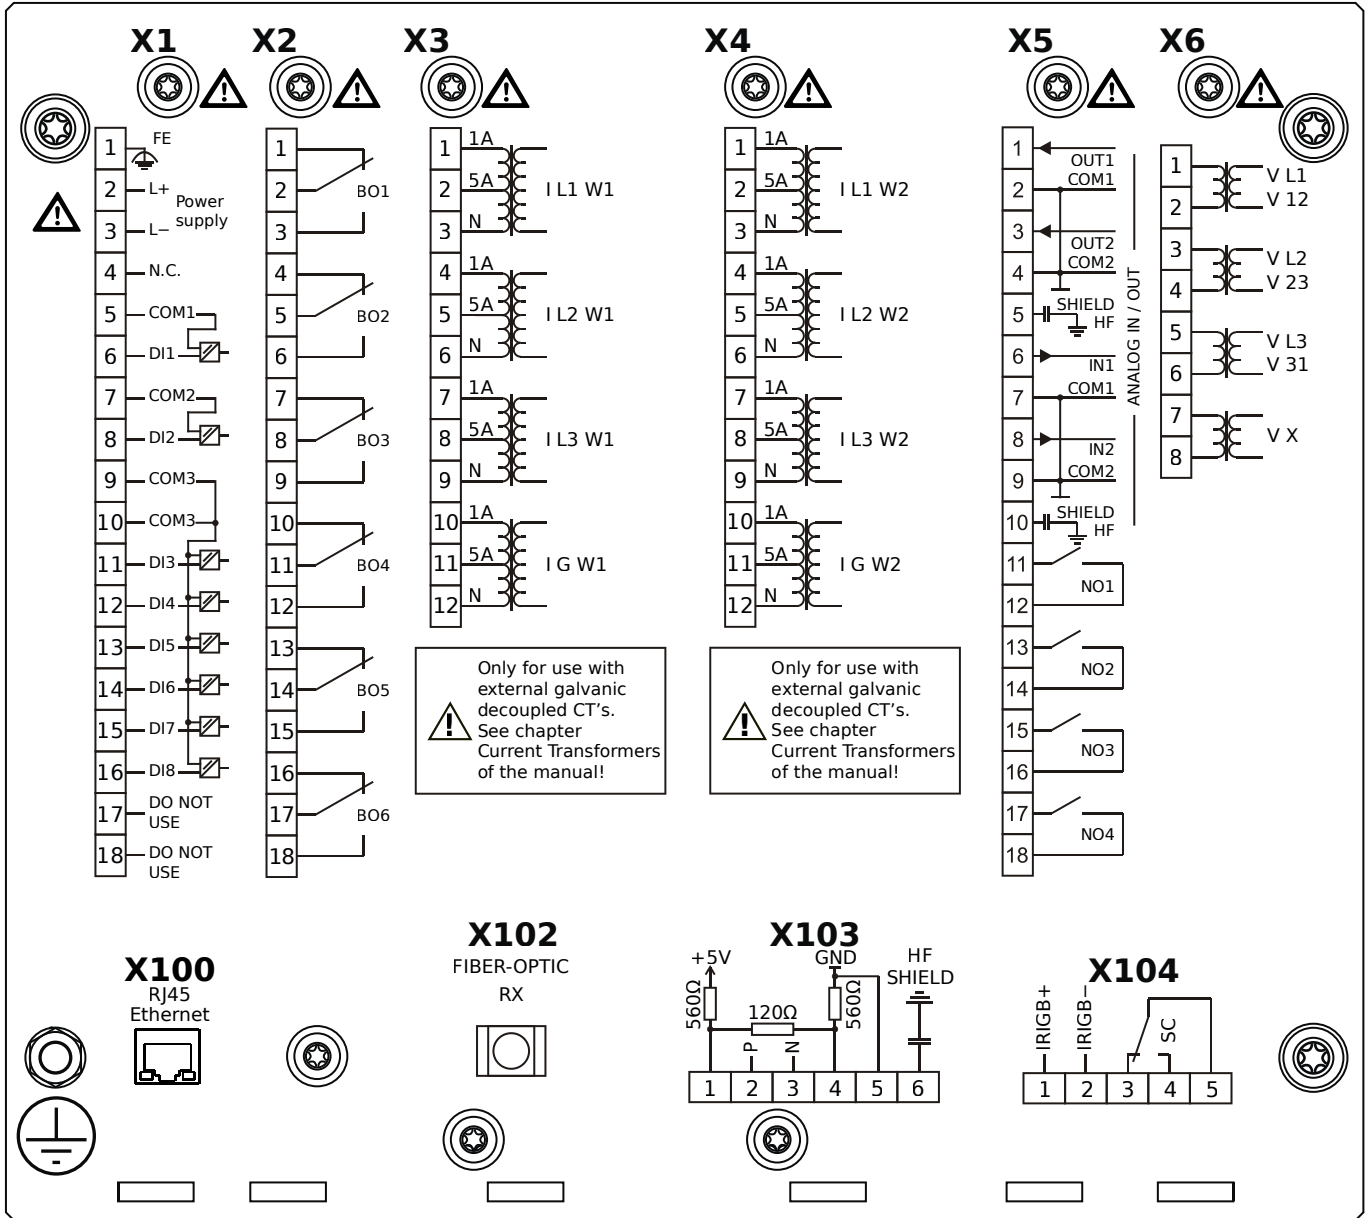 X1 X2 X3 X4 X5 X6
1 FE
2 L+ Power
supply
3 L−
4 N.C.
5 COM1
6 DI1
7 COM2
8 DI2
9 COM3
10 COM3
11 DI3
12 DI4
13 DI5
14 DI6
15 DI7
16 DI8
17 DO NOT
USE
18 DO NOT
USE
1
2 BO1
3
4
5 BO2
6
7
8 BO3
9
10
11 BO4
12
13
14 BO5
15
16
17 BO6
18
1 1A
2 5A I L1 W1
3 N
4 1A
5 5A I L2 W1
6 N
7 1A
8 5A I L3 W1
9 N
10 1A
11 5A I G W1
12 N
Only for use with
external galvanic
decoupled CT's.
See chapter
Current Transformers
of the manual!
1 1A
2 5A I L1 W2
3 N
4 1A
5 5A I L2 W2
6 N
7 1A
8 5A I L3 W2
9 N
10 1A
11 5A I G W2
12 N
Only for use with
external galvanic
decoupled CT's.
See chapter
Current Transformers
of the manual!
1 OUT1
2 COM1
3 OUT2
4 COM2
5 SHIELD
HF
6 IN1
7 COM1
8 IN2
9 COM2
10 SHIELD
HF
ANALOG IN / OUT
11
NO1
12
13
NO2
14
15
NO3
16
17
NO4
18
1 V L1
2 V 12
3 V L2
4 V 23
5 V L3
6 V 31
7
V X
8
X100
RJ45
Ethernet
X102
FIBER-OPTIC
RX
X103
+5V GND HF
SHIELD
560Ω 120Ω 560Ω
P N
1 2 3 4 5 6
X104
IRIGB+ IRIGB− SC
1 2 3 4 5